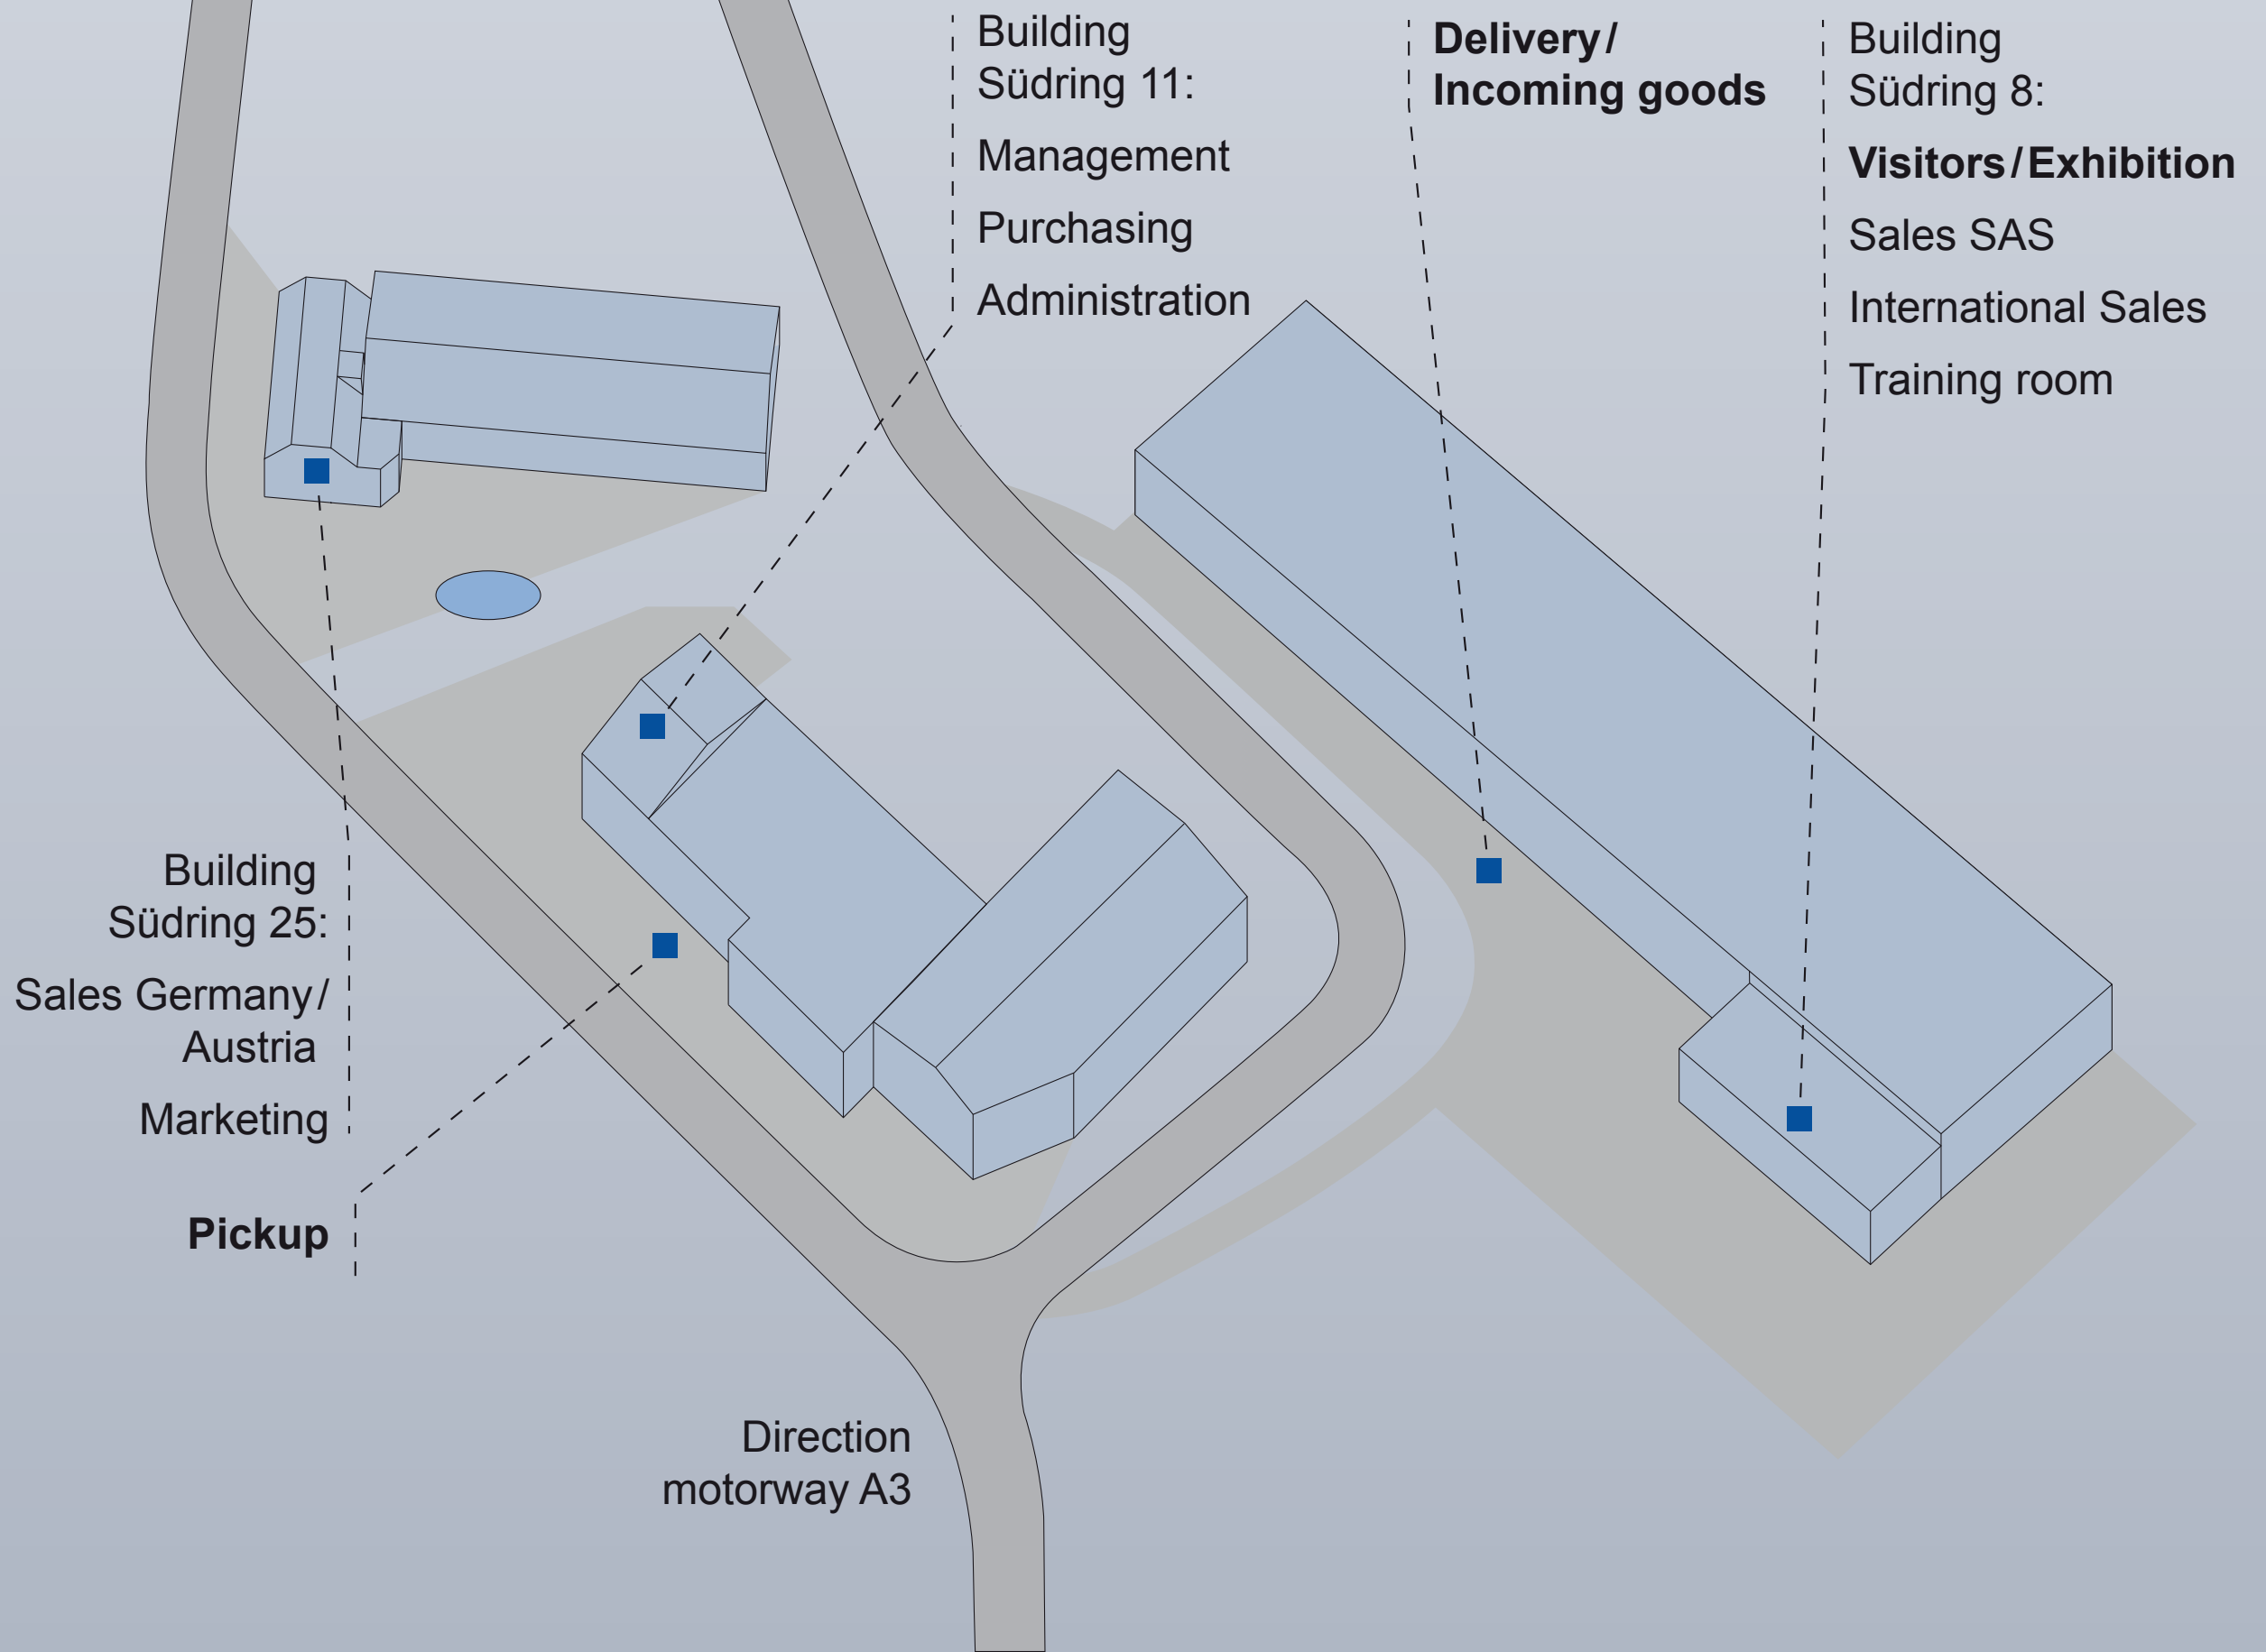 Building
Südring 11:
Management
Purchasing
Administration
Delivery/
Incoming goods
Building
Südring 8:
Visitors/Exhibition
Sales SAS
International Sales
Training room
Building
Südring 25:
Sales Germany/
Austria
Marketing
Pickup
Direction
motorway A3